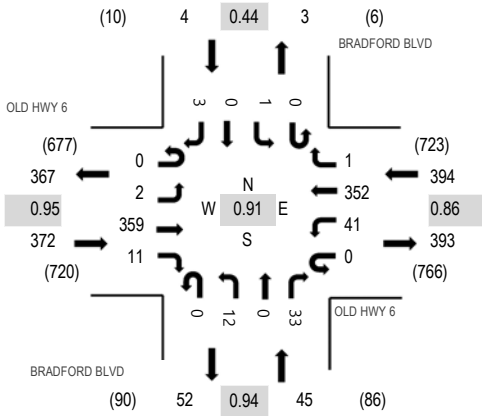 (10) 4 0.44 3 (6)
BRADFORD BLVD
OLD HWY 6
3 0 1 0
(677) (723)
367 0 1 394
2 N 352
0.95 W 0.91 E 0.86
359 S 41
372 11 0 393
(720) (766)
0 12 0 33
OLD HWY 6
BRADFORD BLVD
(90) 52 0.94 45 (86)